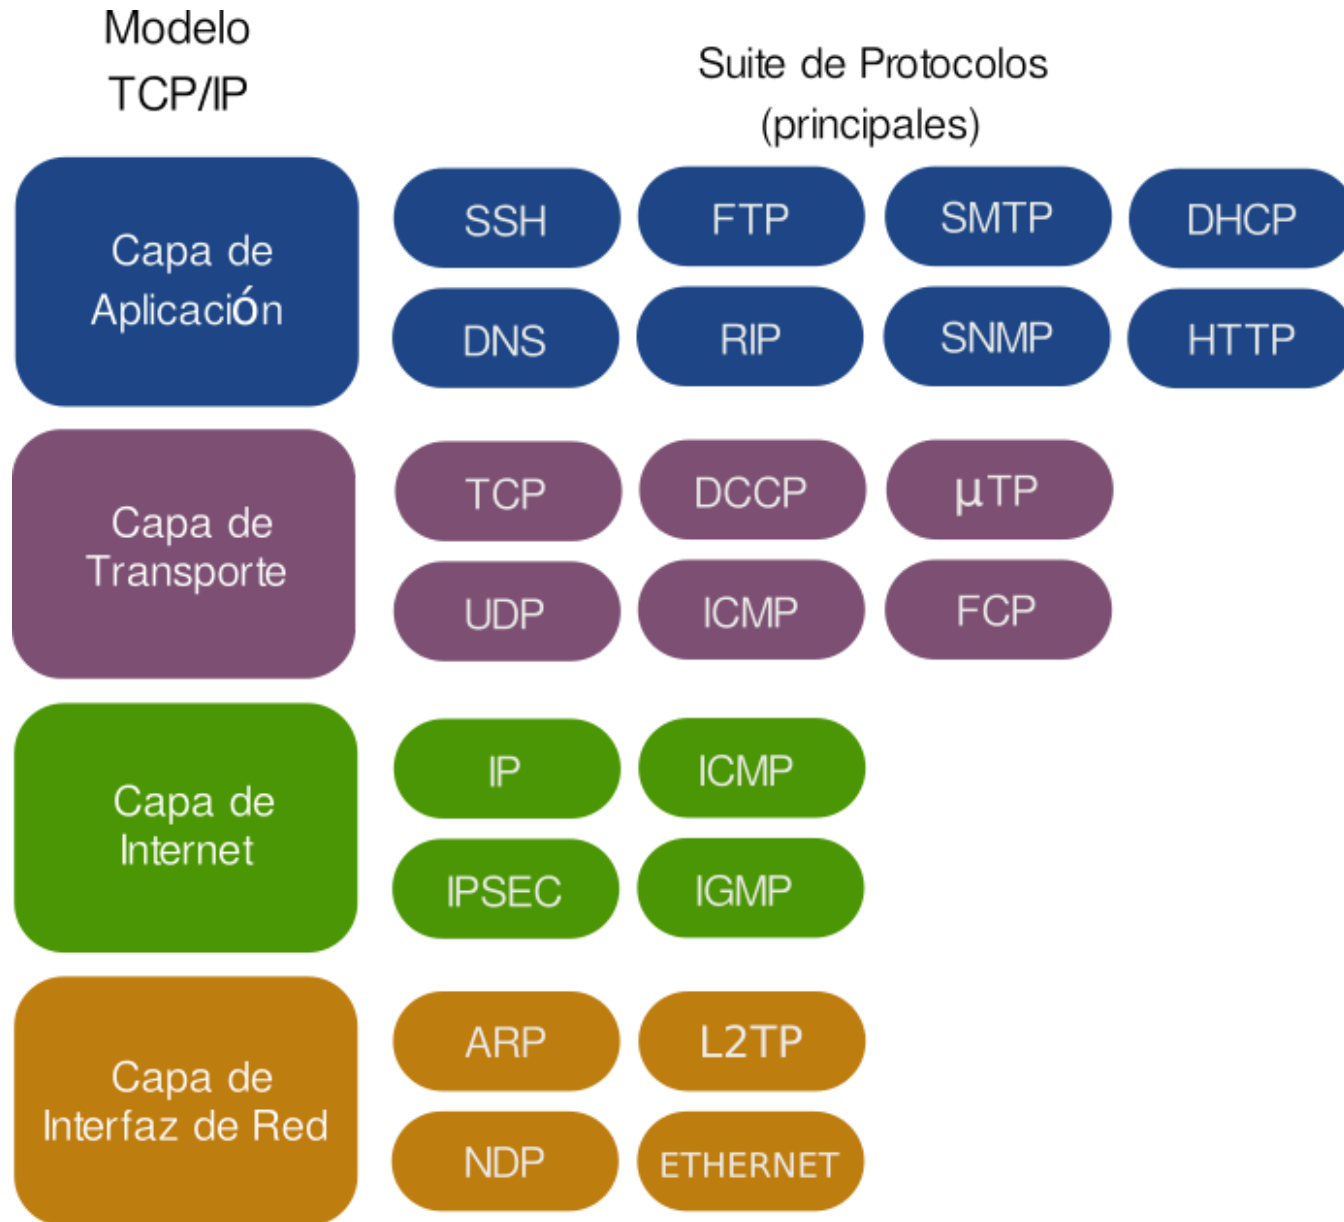 Modelo
TCP/IP
Suite de Protocolos
(principales)
Capa de
Aplicación
SSH FTP SMTP DHCP
DNS RIP SNMP HTTP
Capa de
Transporte
TCP DCCP µTP
UDP ICMP FCP
Capa de
Internet
IP ICMP
IPSEC IGMP
Capa de
Interfaz de Red
ARP L2TP
NDP ETHERNET